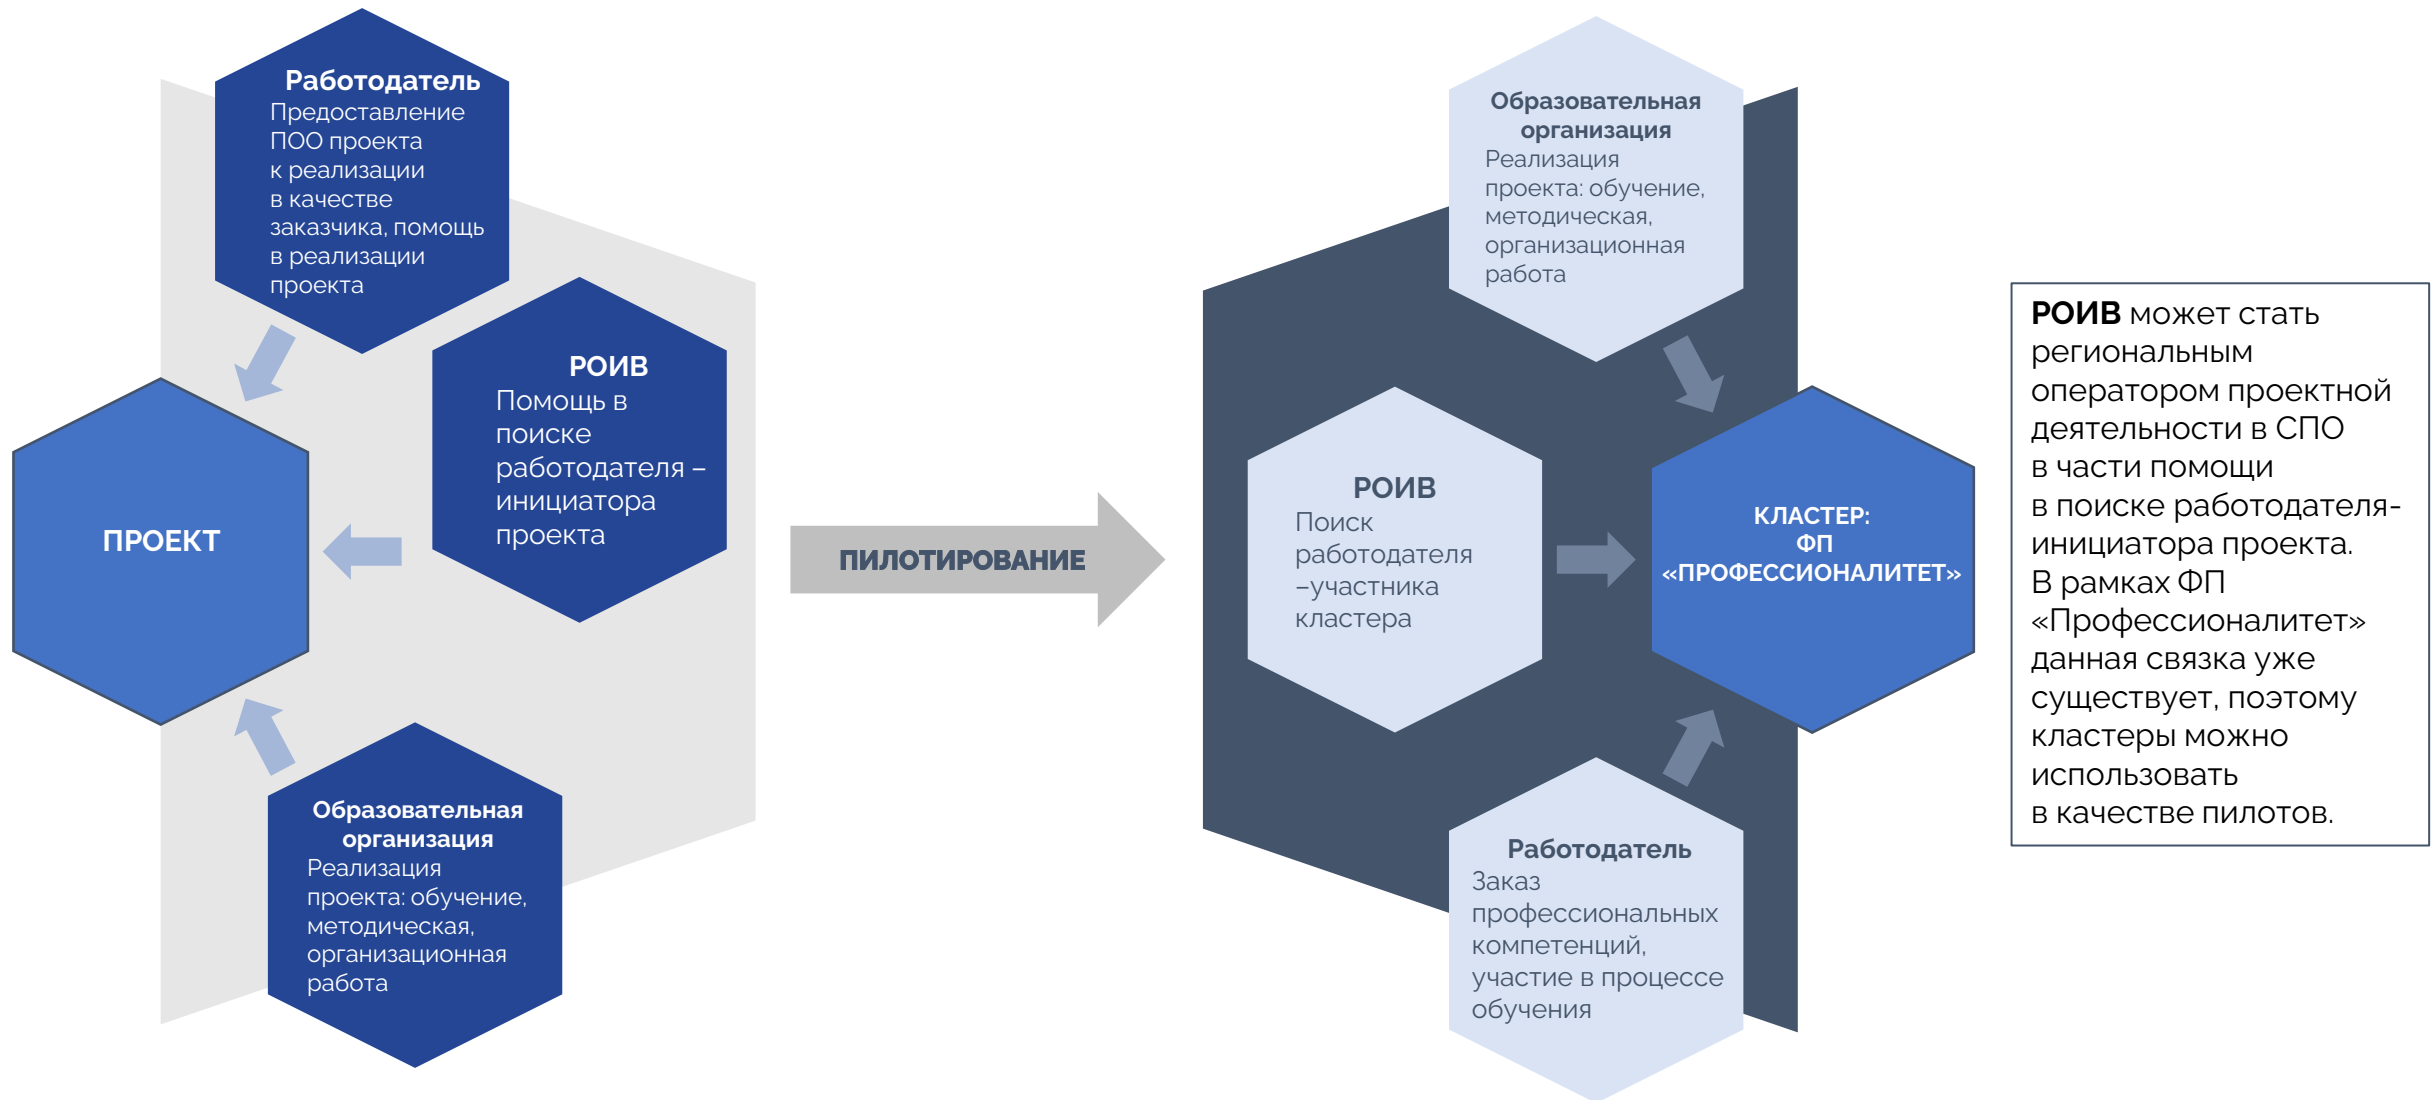 Работодатель
Предоставление
ПОО проекта
к реализации
в качестве
заказчика, помощь
в реализации
проекта
РОИВ
Помощь в
поиске
работодателя –
инициатора
проекта
ПРОЕКТ
Образовательная
организация
Реализация
проекта: обучение,
методическая,
организационная
работа
ПИЛОТИРОВАНИЕ
Образовательная
организация
Реализация
проекта: обучение,
методическая,
организационная
работа
РОИВ
Поиск
работодателя
–участника
кластера
КЛАСТЕР:
ФП
«ПРОФЕССИОНАЛИТЕТ»
Работодатель
Заказ
профессиональных
компетенций,
участие в процессе
обучения
РОИВ может стать
региональным
оператором проектной
деятельности в СПО
в части помощи
в поиске работодателя-
инициатора проекта.
В рамках ФП
«Профессионалитет»
данная связка уже
существует, поэтому
кластеры можно
использовать
в качестве пилотов.